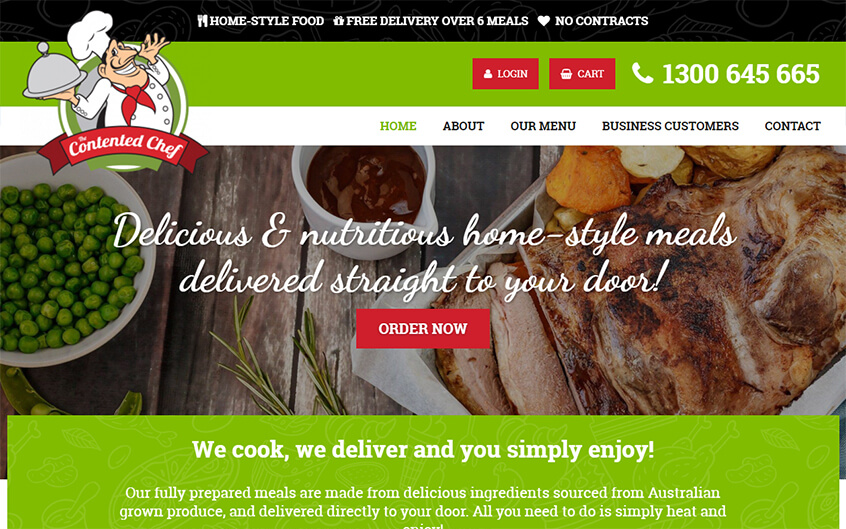 HOME-STYLE FOOD FREE DELIVERY OVER 6 MEALS NO CONTRACTS
LOGIN CART 1300 645 665
The
Contented Chef
HOME ABOUT OUR MENU BUSINESS CUSTOMERS CONTACT
Delicious & nutritious home-style meals
delivered straight to your door!
ORDER NOW
We cook, we deliver and you simply enjoy!
Our fully prepared meals are made from delicious ingredients sourced from Australian
grown produce, and delivered directly to your door. All you need to do is simply heat and
enjoy!